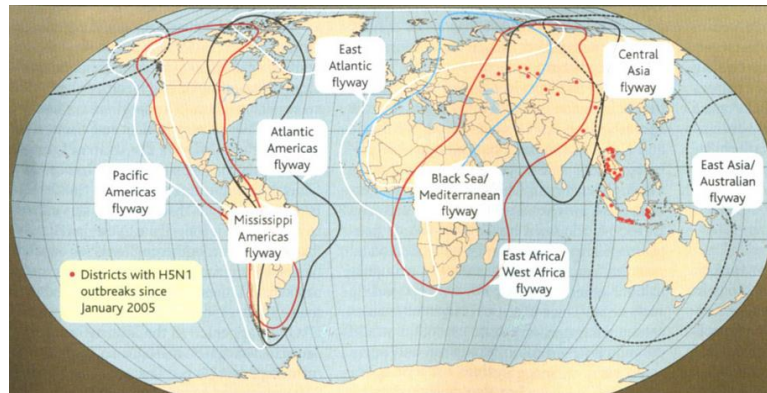 East
Atlantic
flyway
Central
Asia
flyway
Atlantic
Americas
flyway
Pacific
Americas
flyway
Black Sea/
Mediterranean
flyway
East Asia/
Australian
flyway
Mississippi
Americas
flyway
East Africa/
West Africa
flyway
• Districts with H5N1
outbreaks since
January 2005